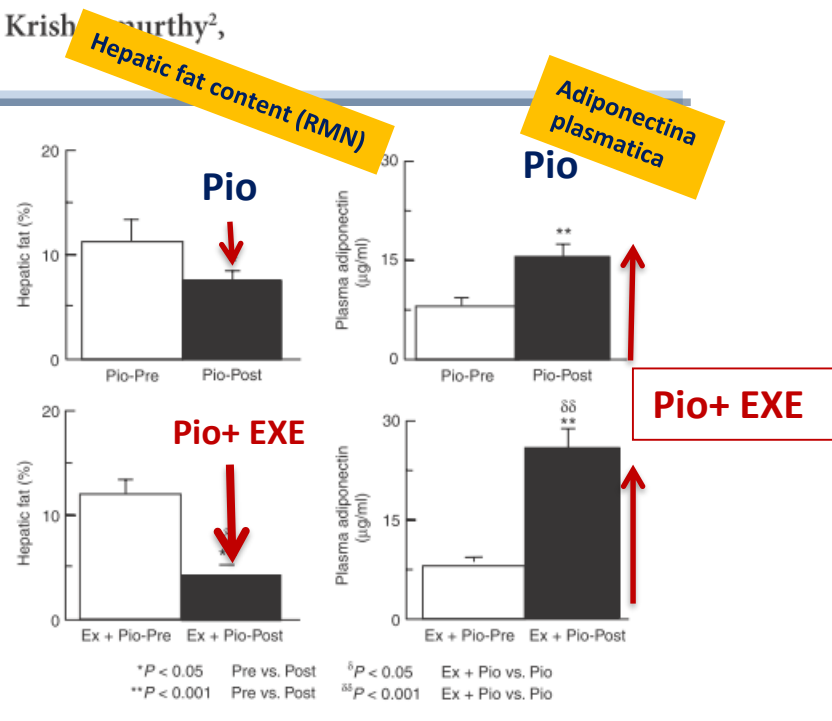 Krish
murthy²,
Hepatic fat content (RMN)
Adiponectina
plasmatica
20
10
0
Hepatic fat (%)
Pio
Pio-Pre Pio-Post
30
15
0
Plasma adiponectin
(μg/ml)
Pio
**
Pio-Pre Pio-Post
20
10
0
Hepatic fat (%)
Pio+ EXE
*
Ex + Pio-Pre Ex + Pio-Post
30
15
0
Plasma adiponectin
(μg/ml)
δδ
**
Ex + Pio-Pre Ex + Pio-Post
Pio+ EXE
*P < 0.05 Pre vs. Post δP < 0.05 Ex + Pio vs. Pio
**P < 0.001 Pre vs. Post δδP < 0.001 Ex + Pio vs. Pio